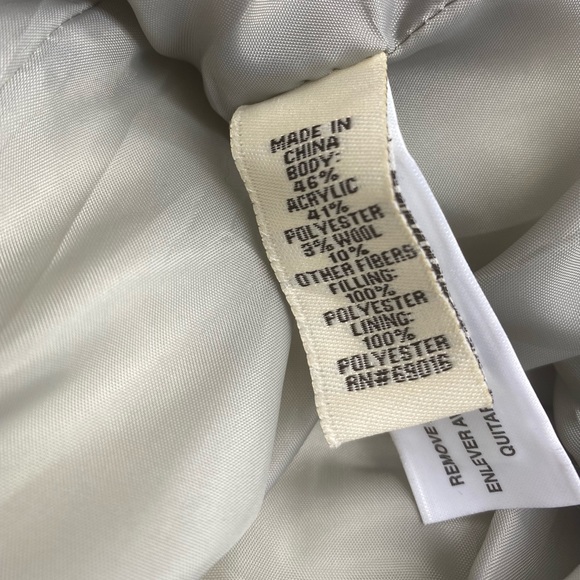 MADE IN
CHINA
BODY:
46%
ACRYLIC
41%
POLYESTER
3% WOOL
10%
OTHER FIBERS
FILLING:
100%
POLYESTER
LINING:
100%
POLYESTER
RN#69016
REMOVE
ENLEVER AV
QUITAR